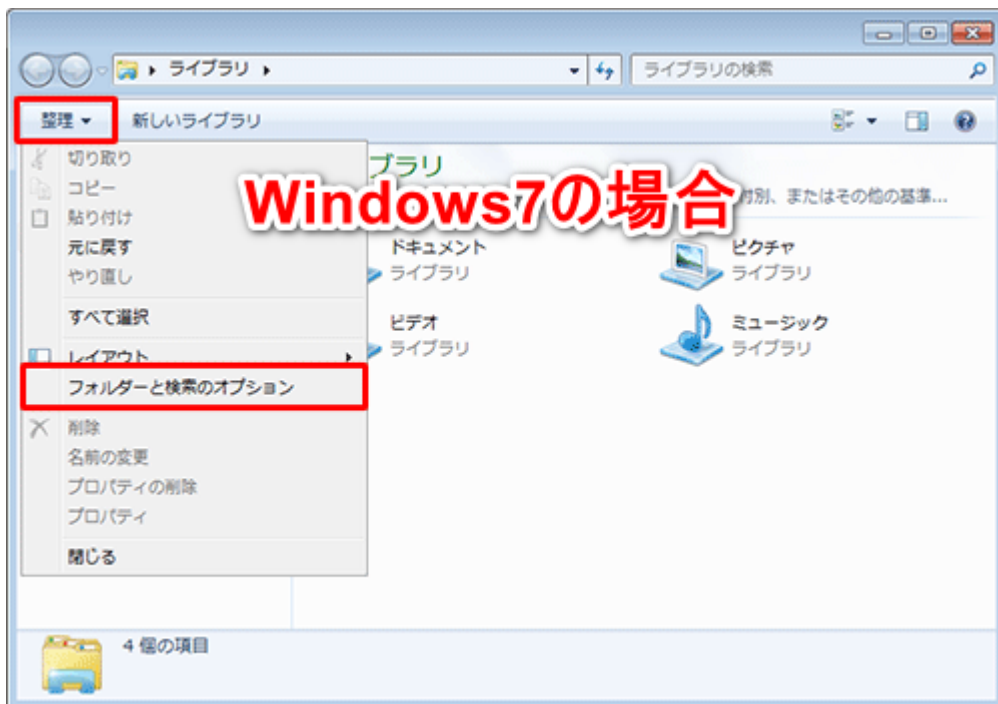 ライブラリ
ライブラリの検索
整理 新しいライブラリ
切り取り
コピー
貼り付け
元に戻す
やり直し
すべて選択
レイアウト
フォルダーと検索のオプション
削除
名前の変更
プロパティの削除
プロパティ
閉じる
ブラリ
Windows7の場合
付別、またはその他の基準...
ドキュメント
ライブラリ
ピクチャ
ライブラリ
ビデオ
ライブラリ
ミュージック
ライブラリ
4 個の項目